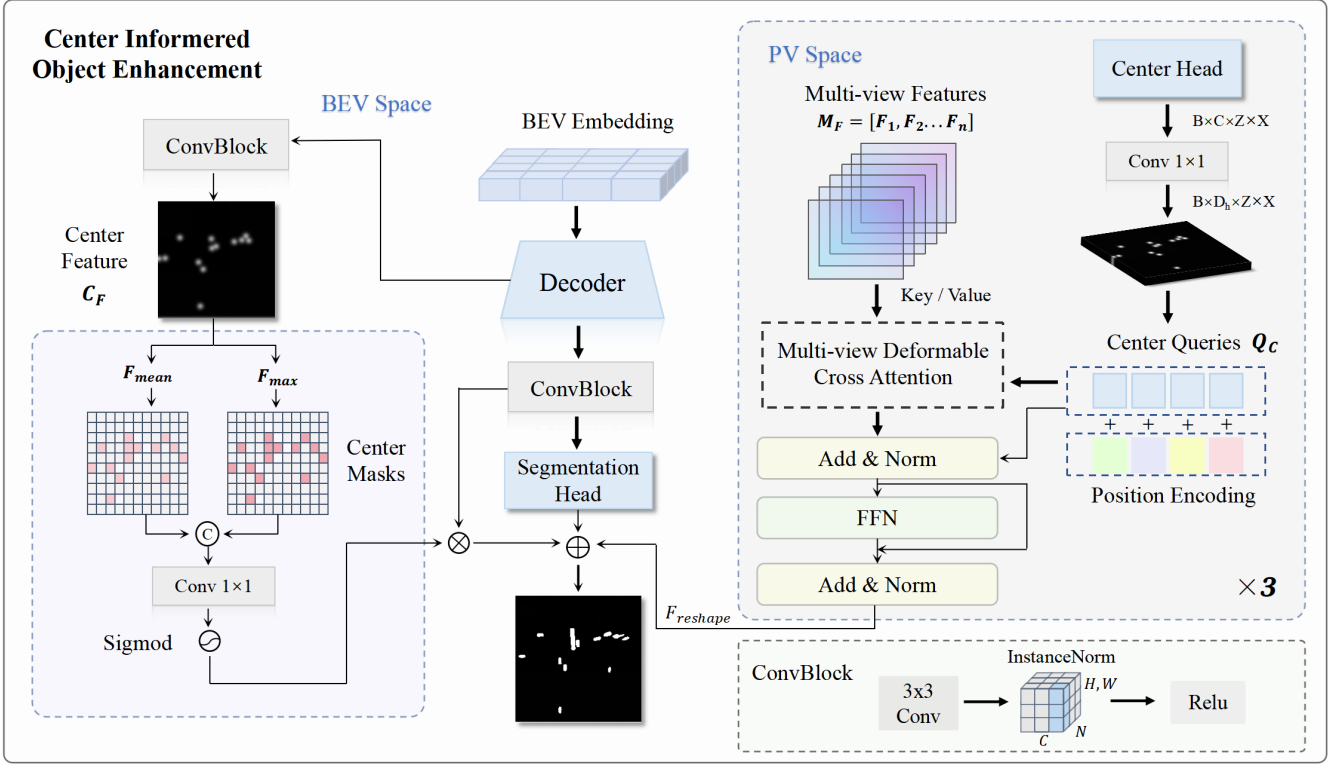 Center Informered
Object Enhancement
BEV Space
ConvBlock
Center
Feature
C_F
F_mean
F_max
Center
Masks
C
Conv 1×1
Sigmod
BEV Embedding
Decoder
ConvBlock
Segmentation
Head
PV Space
Multi-view Features
M_F = [F_1, F_2 … F_n]
Key / Value
Multi-view Deformable
Cross Attention
Add & Norm
FFN
Add & Norm
F_reshape
Center Head
B×C×Z×X
Conv 1×1
B×D_h×Z×X
Center Queries Q_C
+ + + +
Position Encoding
×3
ConvBlock
3x3
Conv
InstanceNorm
H, W
C
N
Relu